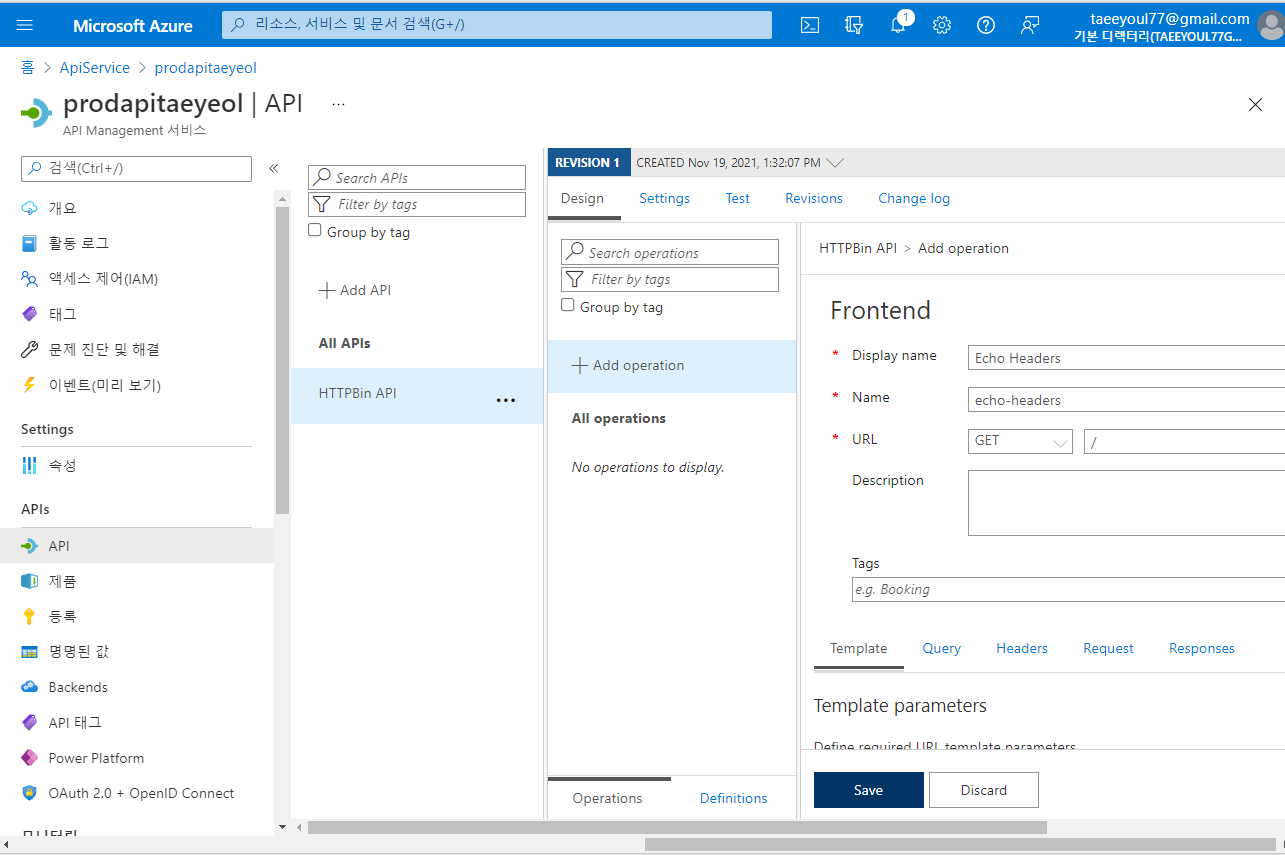 Microsoft Azure
리소스, 서비스 및 문서 검색(G+/)
1
taeeyoul77@gmail.com
기본 디렉터리(TAEEYOUL77G...
홈 > ApiService > prodapitaeyeol
prodapitaeyeol | API ...
API Management 서비스
검색(Ctrl+/)
«
개요
활동 로그
액세스 제어(IAM)
태그
문제 진단 및 해결
이벤트(미리 보기)
Settings
속성
APIs
API
제품
등록
명명된 값
Backends
API 태그
Power Platform
OAuth 2.0 + OpenID Connect
모니터링
Search APIs
Filter by tags
Group by tag
Add API
All APIs
HTTPBin API ...
REVISION 1 CREATED Nov 19, 2021, 1:32:07 PM
Design Settings Test Revisions Change log
Search operations
Filter by tags
Group by tag
Add operation
All operations
No operations to display.
Operations Definitions
HTTPBin API > Add operation
Frontend
* Display name Echo Headers
* Name echo-headers
* URL GET /
Description
Tags
e.g. Booking
Template Query Headers Request Responses
Template parameters
Define required URL template parameters
Save Discard